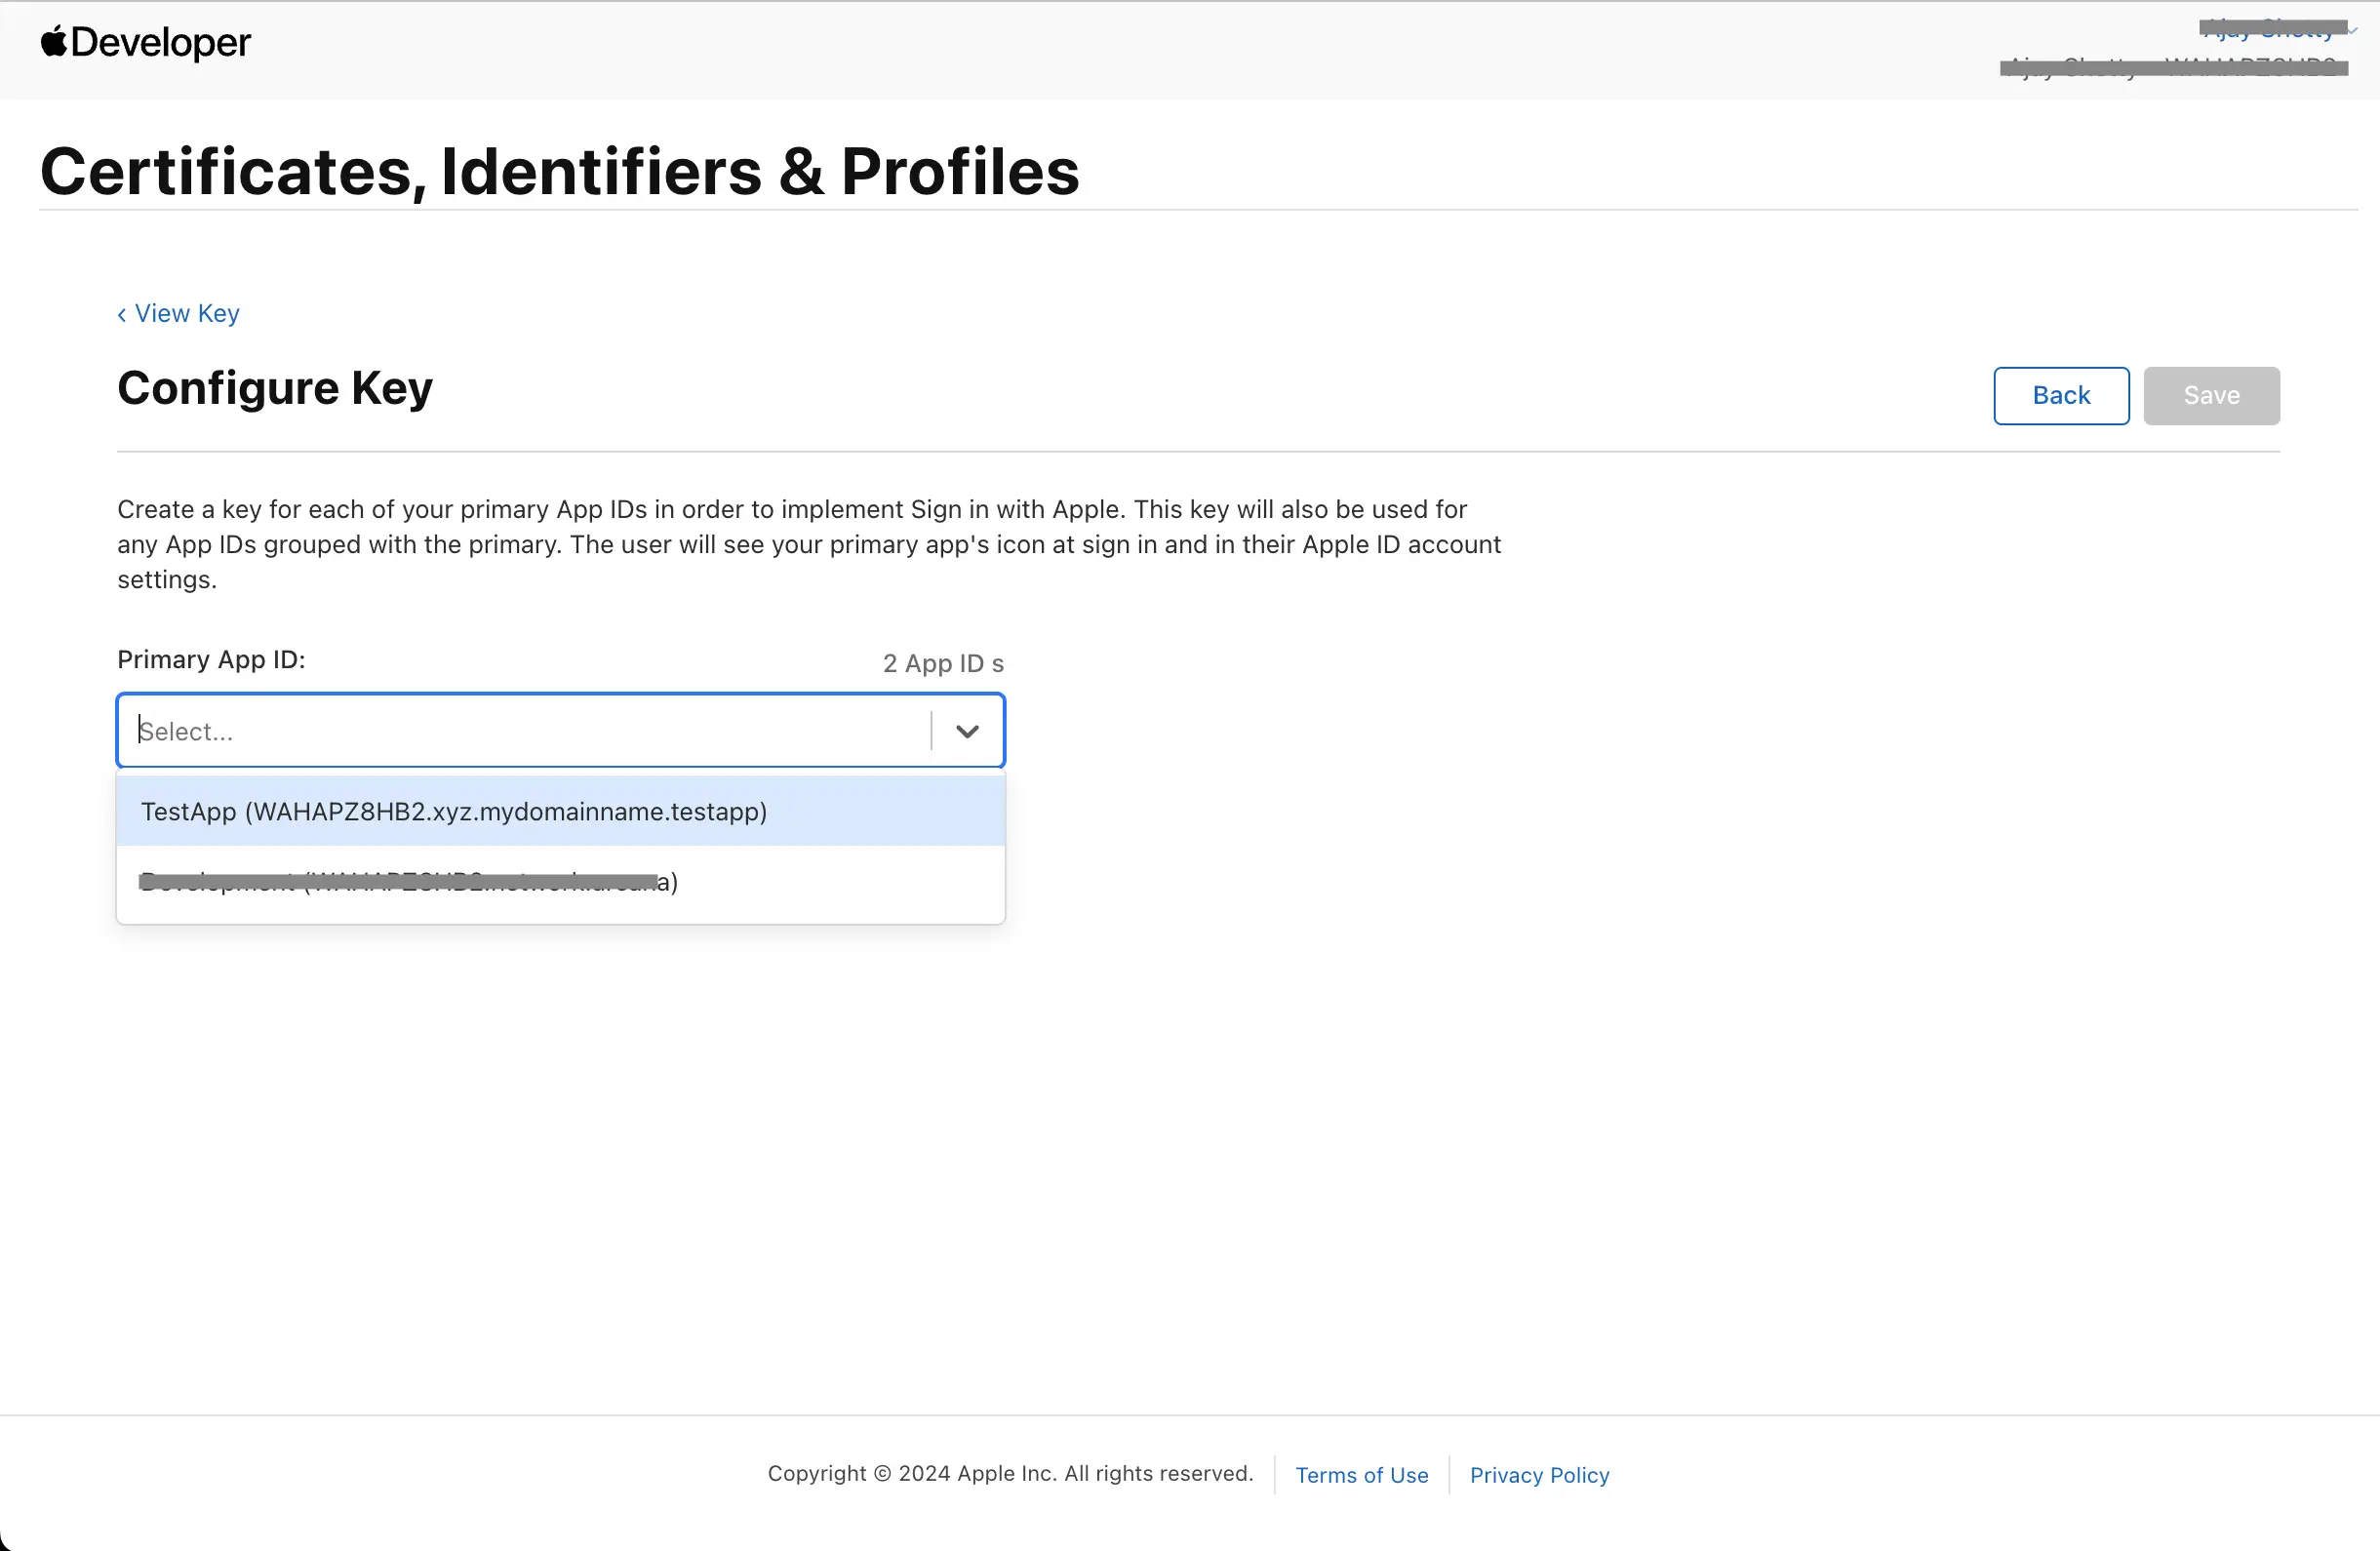 Developer
Certificates, Identifiers & Profiles
‹ View Key
Configure Key
Back
Save
Create a key for each of your primary App IDs in order to implement Sign in with Apple. This key will also be used for
any App IDs grouped with the primary. The user will see your primary app's icon at sign in and in their Apple ID account
settings.
Primary App ID:
2 App ID s
Select...
TestApp (WAHAPZ8HB2.xyz.mydomainname.testapp)
Copyright © 2024 Apple Inc. All rights reserved.
Terms of Use
Privacy Policy